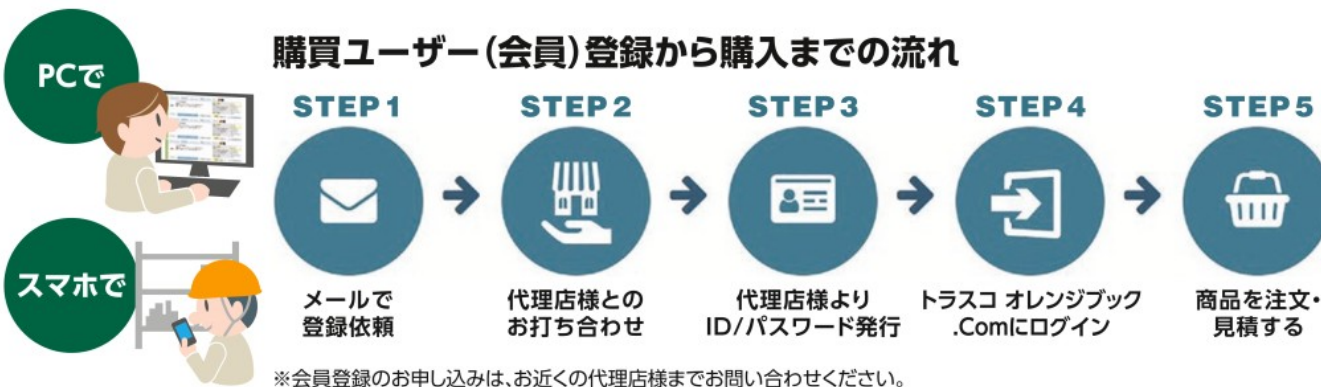 PCで
スマホで
購買ユーザー(会員)登録から購入までの流れ
STEP1
メールで
登録依頼
STEP2
代理店様との
お打ち合わせ
STEP3
代理店様より
ID/パスワード発行
STEP4
トラスコ オレンジブック
.Comにログイン
STEP5
商品を注文・
見積する
※会員登録のお申し込みは、お近くの代理店様までお問い合わせください。